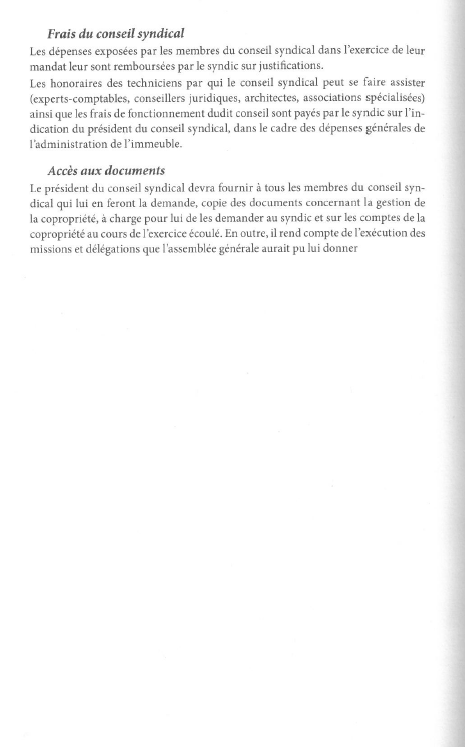 Frais du conseil syndical
Les dépenses exposées par les membres du conseil syndical dans l'exercice de leur
mandat leur sont remboursées par le syndic sur justifications.
Les honoraires des techniciens par qui le conseil syndical peut se faire assister
(experts-comptables, conseillers juridiques, architectes, associations spécialisées)
ainsi que les frais de fonctionnement dudit conseil sont payés par le syndic sur l'in-
dication du président du conseil syndical, dans le cadre des dépenses générales de
l'administration de l'immeuble.
Accès aux documents
Le président du conseil syndical devra fournir à tous les membres du conseil syn-
dical qui lui en feront la demande, copie des documents concernant la gestion de
la copropriété, à charge pour lui de les demander au syndic et sur les comptes de la
copropriété au cours de l'exercice écoulé. En outre, il rend compte de l'exécution des
missions et délégations que l'assemblée générale aurait pu lui donner